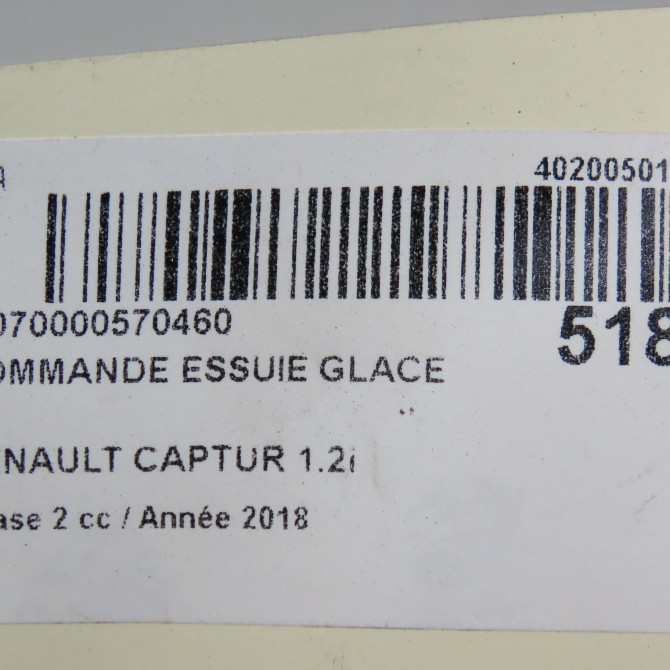 40200501
070000570460
518
OMMANDE ESSUIE GLACE
NAULT CAPTUR 1.2i
ase 2 cc / Année 2018